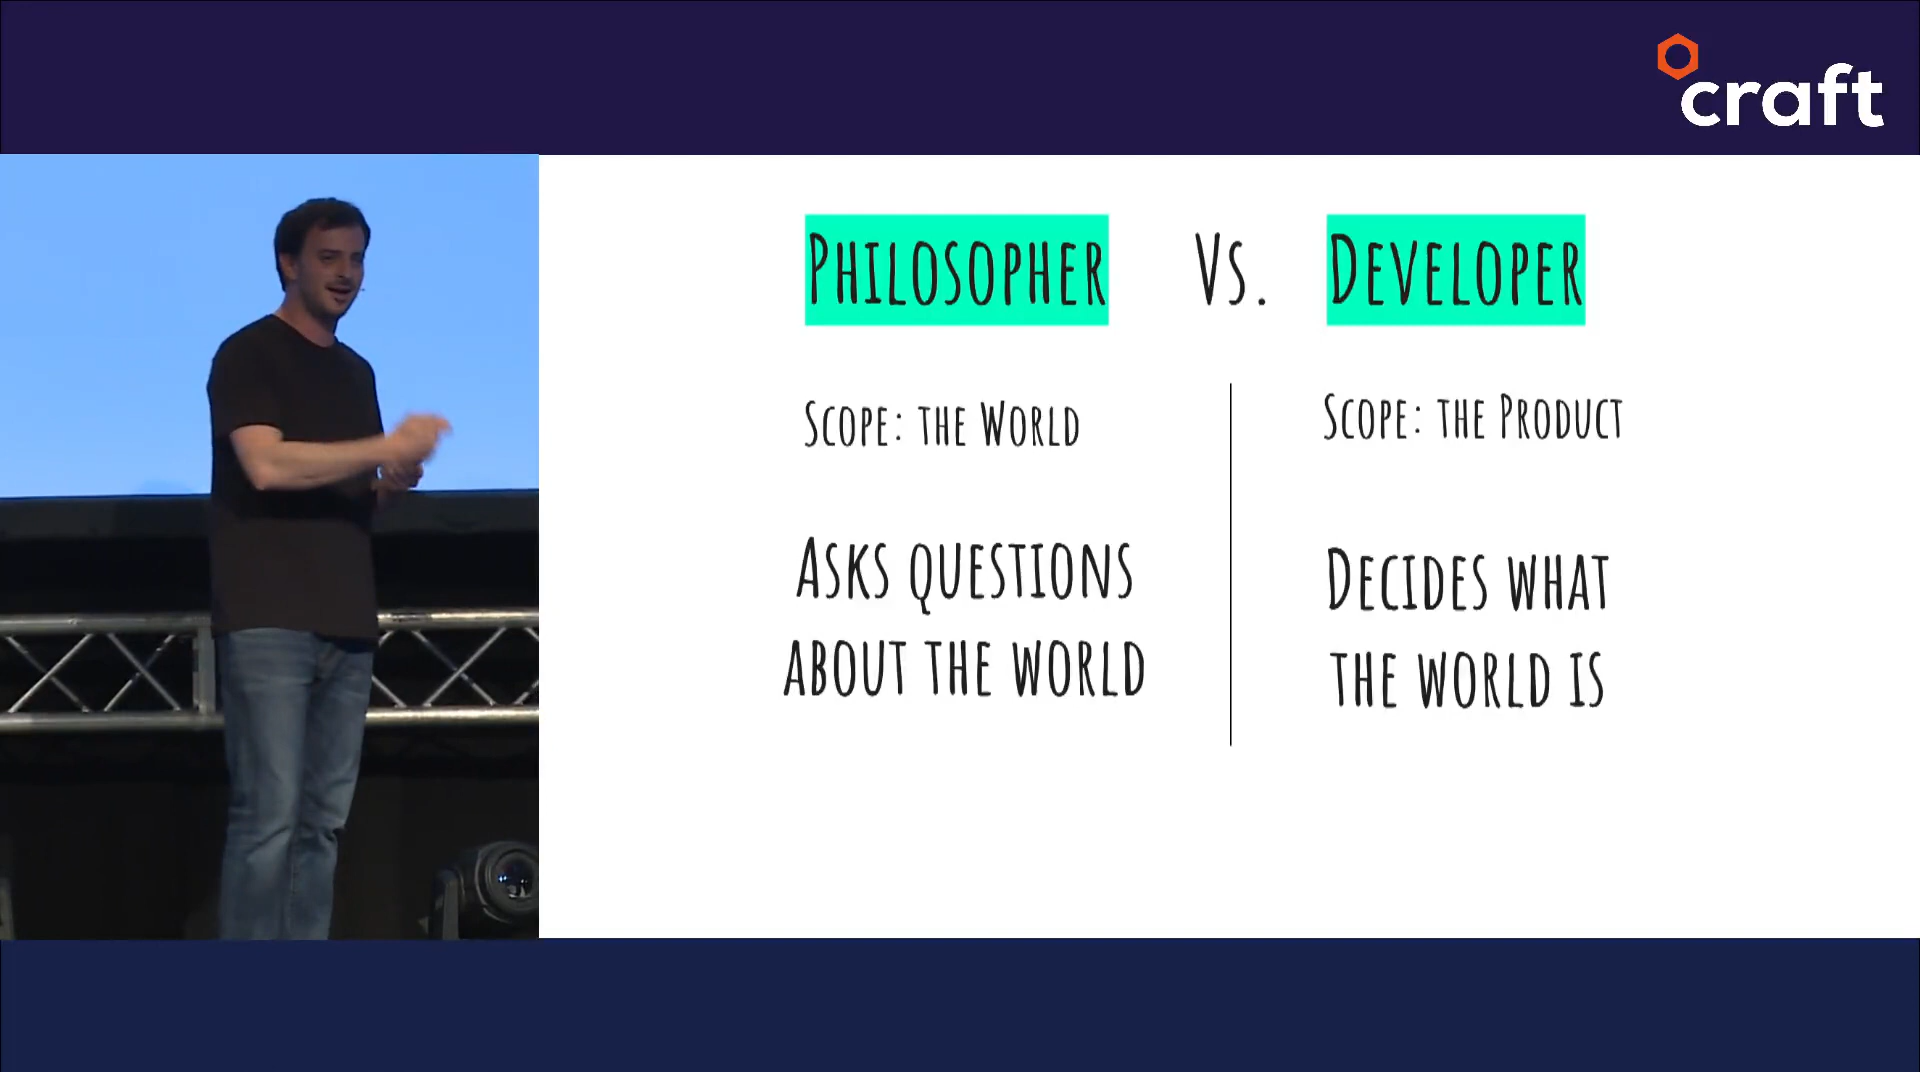 craft
Philosopher Vs. Developer
Scope: the World
Scope: the Product
Asks questions
about the world
Decides what
the world is